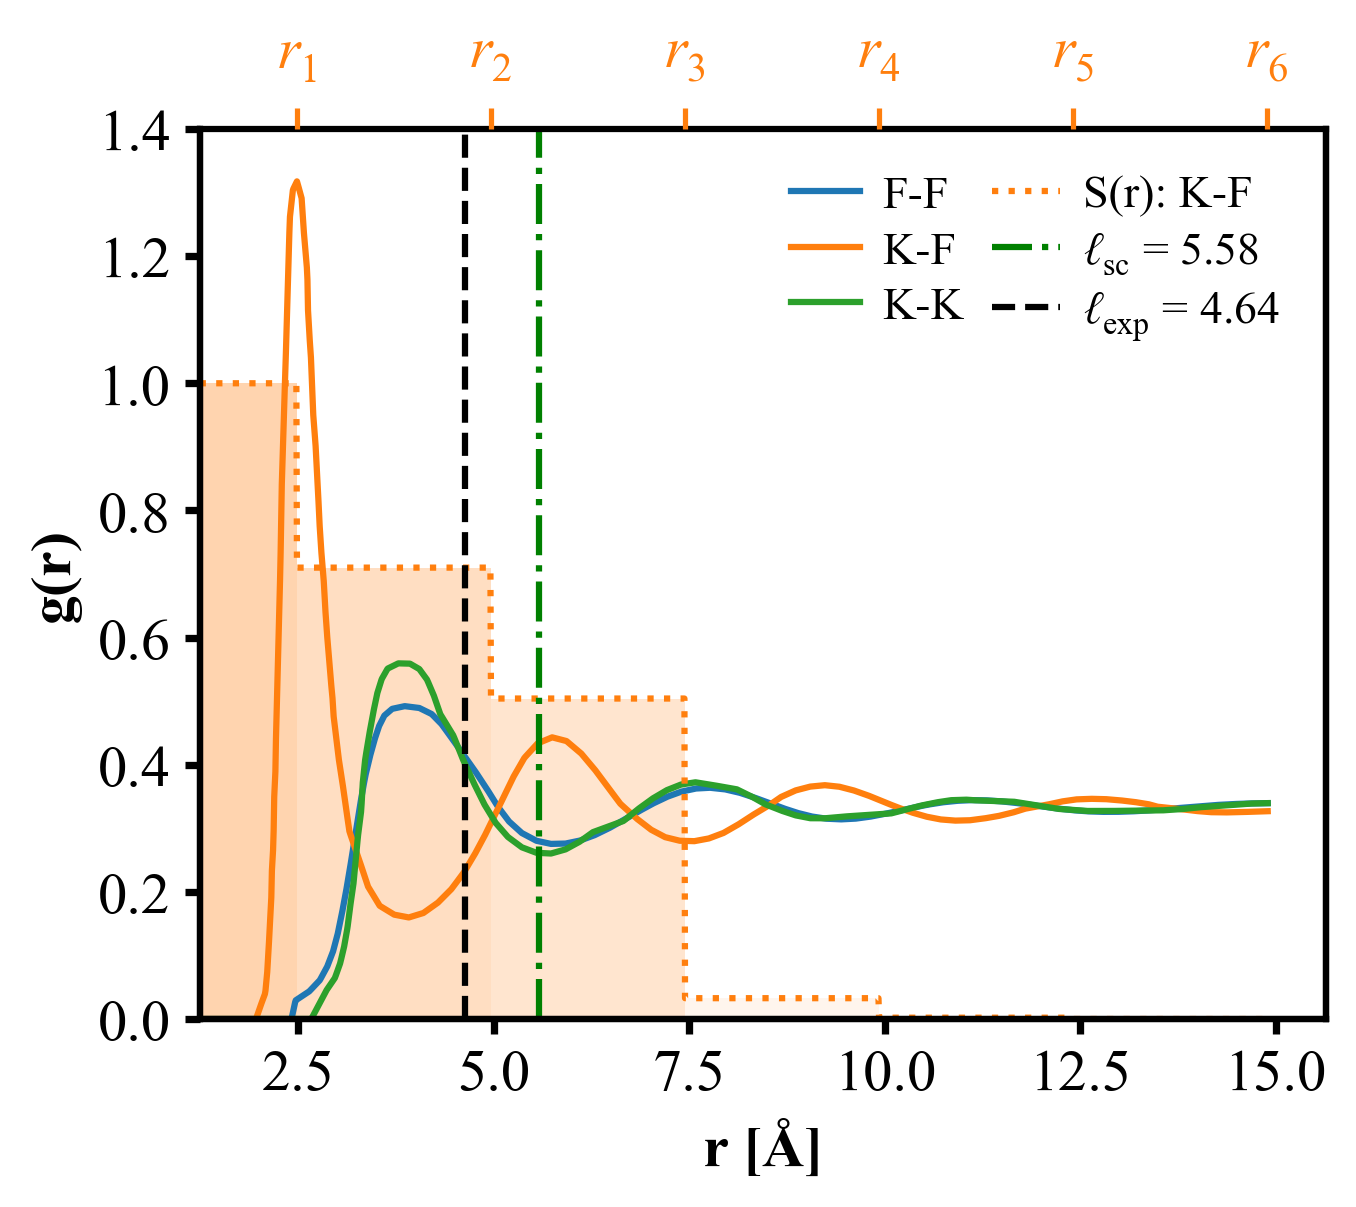 r₁ r₂ r₃ r₄ r₅ r₆
1.4
1.2
1.0
0.8
0.6
0.4
0.2
0.0
g(r)
F-F
K-F
K-K
S(r): K-F
ℓsc = 5.58
ℓexp = 4.64
2.5 5.0 7.5 10.0 12.5 15.0
r [Å]